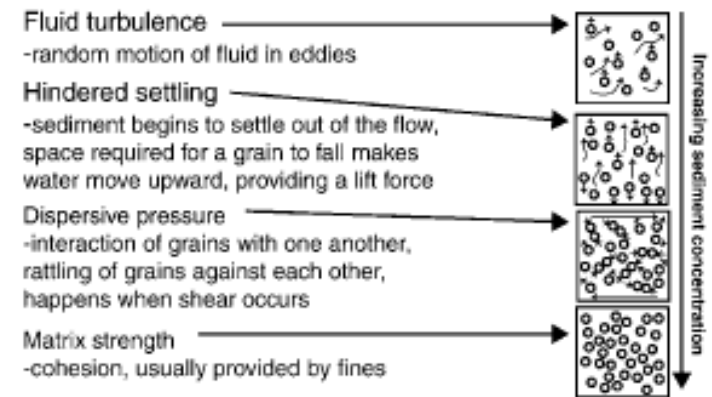 Fluid turbulence
-random motion of fluid in eddies
Hindered settling
-sediment begins to settle out of the flow,
space required for a grain to fall makes
water move upward, providing a lift force
Dispersive pressure
-interaction of grains with one another,
rattling of grains against each other,
happens when shear occurs
Matrix strength
-cohesion, usually provided by fines
Increasing sediment concentration